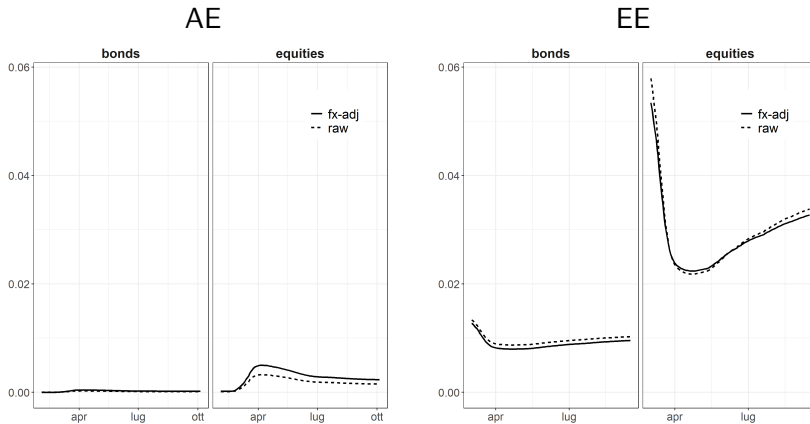 AE
EE
bonds
equities
bonds
equities
0.06
0.04
0.02
0.00
fx-adj
raw
apr
lug
ott
0.06
0.04
0.02
0.00
fx-adj
raw
apr
lug
apr
lug
ott
apr
lug